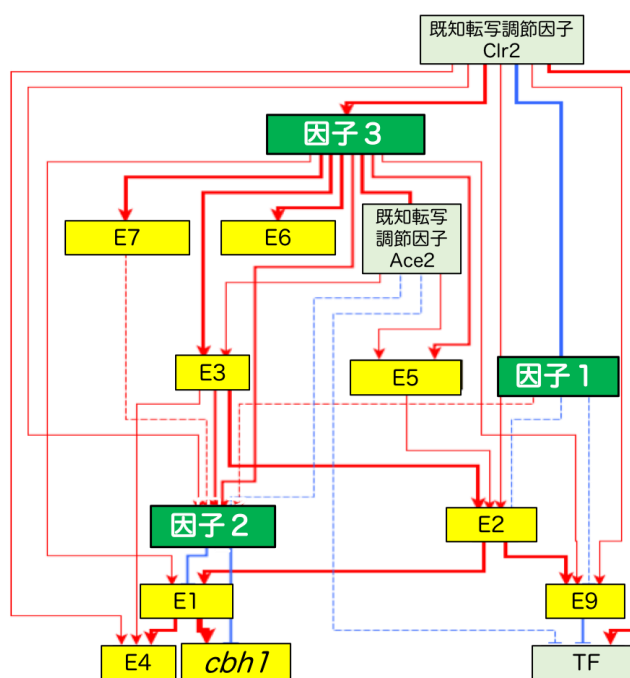 既知転写調節因子
Clr2
因子3
E7
E6
既知転写
調節因子
Ace2
E3
E5
因子1
因子2
E2
E1
E9
E4
cbh1
TF